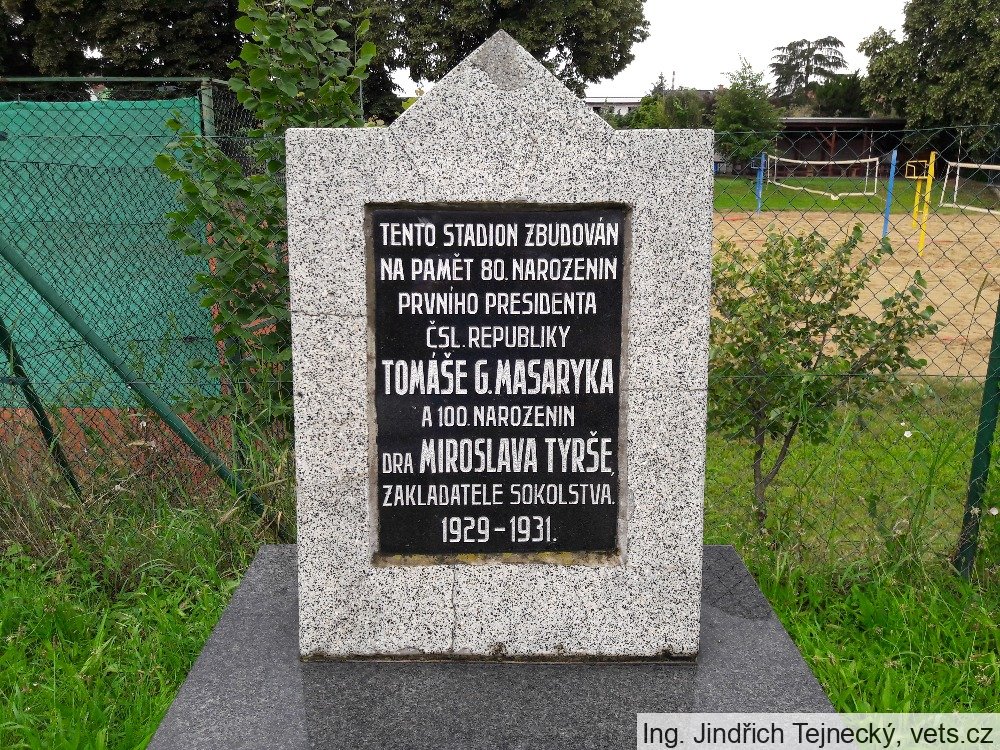 TENTO STADION ZBUDOVÁN
NA PAMĚT 80. NAROZENIN
PRVNÍHO PRESIDENTA
ČSL. REPUBLIKY
TOMÁŠE G. MASARYKA
A 100. NAROZENIN
DRA MIROSLAVA TYRŠE,
ZAKLADATELE SOKOLSTVA.
1929-1931.
Ing. Jindřich Tejnecký, vets.cz